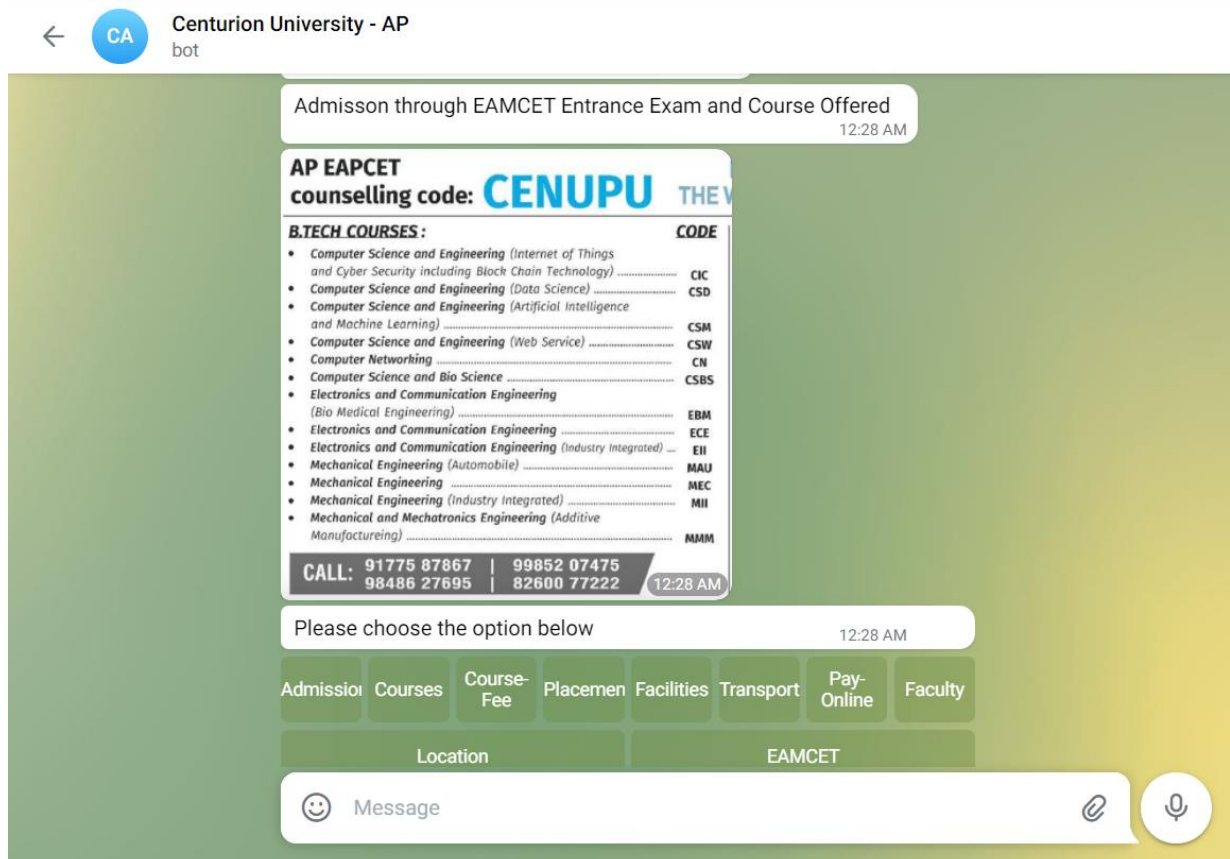 CA
Centurion University - AP
bot
Admisson through EAMCET Entrance Exam and Course Offered
12:28 AM
AP EAPCET
counselling code: CENUPU THE
B.TECH COURSES : CODE
• Computer Science and Engineering (Internet of Things
and Cyber Security including Block Chain Technology) CIC
• Computer Science and Engineering (Data Science) CSD
• Computer Science and Engineering (Artificial Intelligence
and Machine Learning) CSM
• Computer Science and Engineering (Web Service) CSW
• Computer Networking CN
• Computer Science and Bio Science CSBS
• Electronics and Communication Engineering
(Bio Medical Engineering) EBM
• Electronics and Communication Engineering ECE
• Electronics and Communication Engineering (Industry Integrated) EII
• Mechanical Engineering (Automobile) MAU
• Mechanical Engineering MEC
• Mechanical Engineering (Industry Integrated) MII
• Mechanical and Mechatronics Engineering (Additive
Manufactureing) MMM
CALL: 91775 87867 | 99852 07475
98486 27695 | 82600 77222
12:28 AM
Please choose the option below
12:28 AM
Admission Courses Course-Fee Placemen Facilities Transport Pay-Online Faculty
Location EAMCET
Message